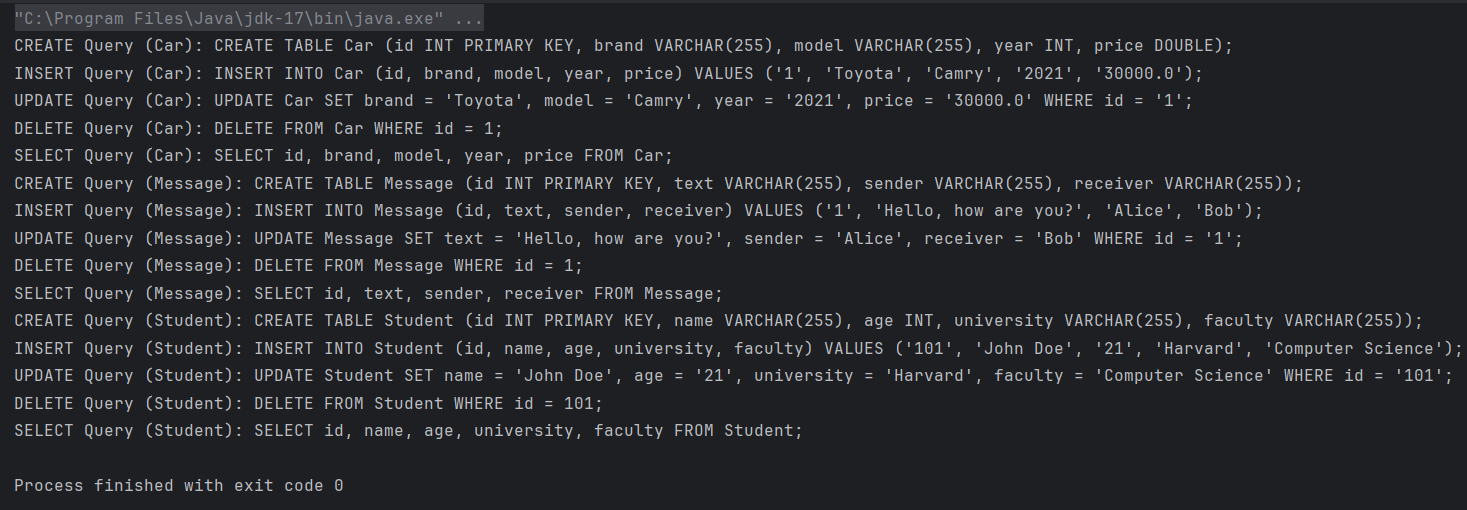 "C:\Program Files\Java\jdk-17\bin\java.exe" ...
CREATE Query (Car): CREATE TABLE Car (id INT PRIMARY KEY, brand VARCHAR(255), model VARCHAR(255), year INT, price DOUBLE);
INSERT Query (Car): INSERT INTO Car (id, brand, model, year, price) VALUES ('1', 'Toyota', 'Camry', '2021', '30000.0');
UPDATE Query (Car): UPDATE Car SET brand = 'Toyota', model = 'Camry', year = '2021', price = '30000.0' WHERE id = '1';
DELETE Query (Car): DELETE FROM Car WHERE id = 1;
SELECT Query (Car): SELECT id, brand, model, year, price FROM Car;
CREATE Query (Message): CREATE TABLE Message (id INT PRIMARY KEY, text VARCHAR(255), sender VARCHAR(255), receiver VARCHAR(255));
INSERT Query (Message): INSERT INTO Message (id, text, sender, receiver) VALUES ('1', 'Hello, how are you?', 'Alice', 'Bob');
UPDATE Query (Message): UPDATE Message SET text = 'Hello, how are you?', sender = 'Alice', receiver = 'Bob' WHERE id = '1';
DELETE Query (Message): DELETE FROM Message WHERE id = 1;
SELECT Query (Message): SELECT id, text, sender, receiver FROM Message;
CREATE Query (Student): CREATE TABLE Student (id INT PRIMARY KEY, name VARCHAR(255), age INT, university VARCHAR(255), faculty VARCHAR(255));
INSERT Query (Student): INSERT INTO Student (id, name, age, university, faculty) VALUES ('101', 'John Doe', '21', 'Harvard', 'Computer Science');
UPDATE Query (Student): UPDATE Student SET name = 'John Doe', age = '21', university = 'Harvard', faculty = 'Computer Science' WHERE id = '101';
DELETE Query (Student): DELETE FROM Student WHERE id = 101;
SELECT Query (Student): SELECT id, name, age, university, faculty FROM Student;
Process finished with exit code 0